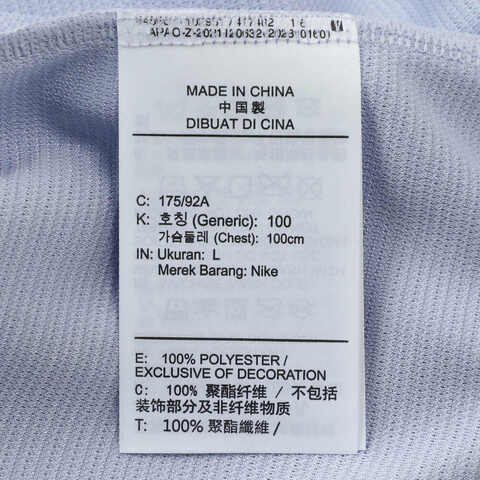 MADE IN CHINA
中国製
DIBUAT DI CINA
C: 175/92A
K: 호칭 (Generic): 100
가슴둘레 (Chest): 100cm
IN: Ukuran: L
Merek Barang: Nike
E: 100% POLYESTER /
EXCLUSIVE OF DECORATION
C: 100% 聚酯纤维 / 不包括
装饰部分及非纤维物质
T: 100% 聚酯纖維 /